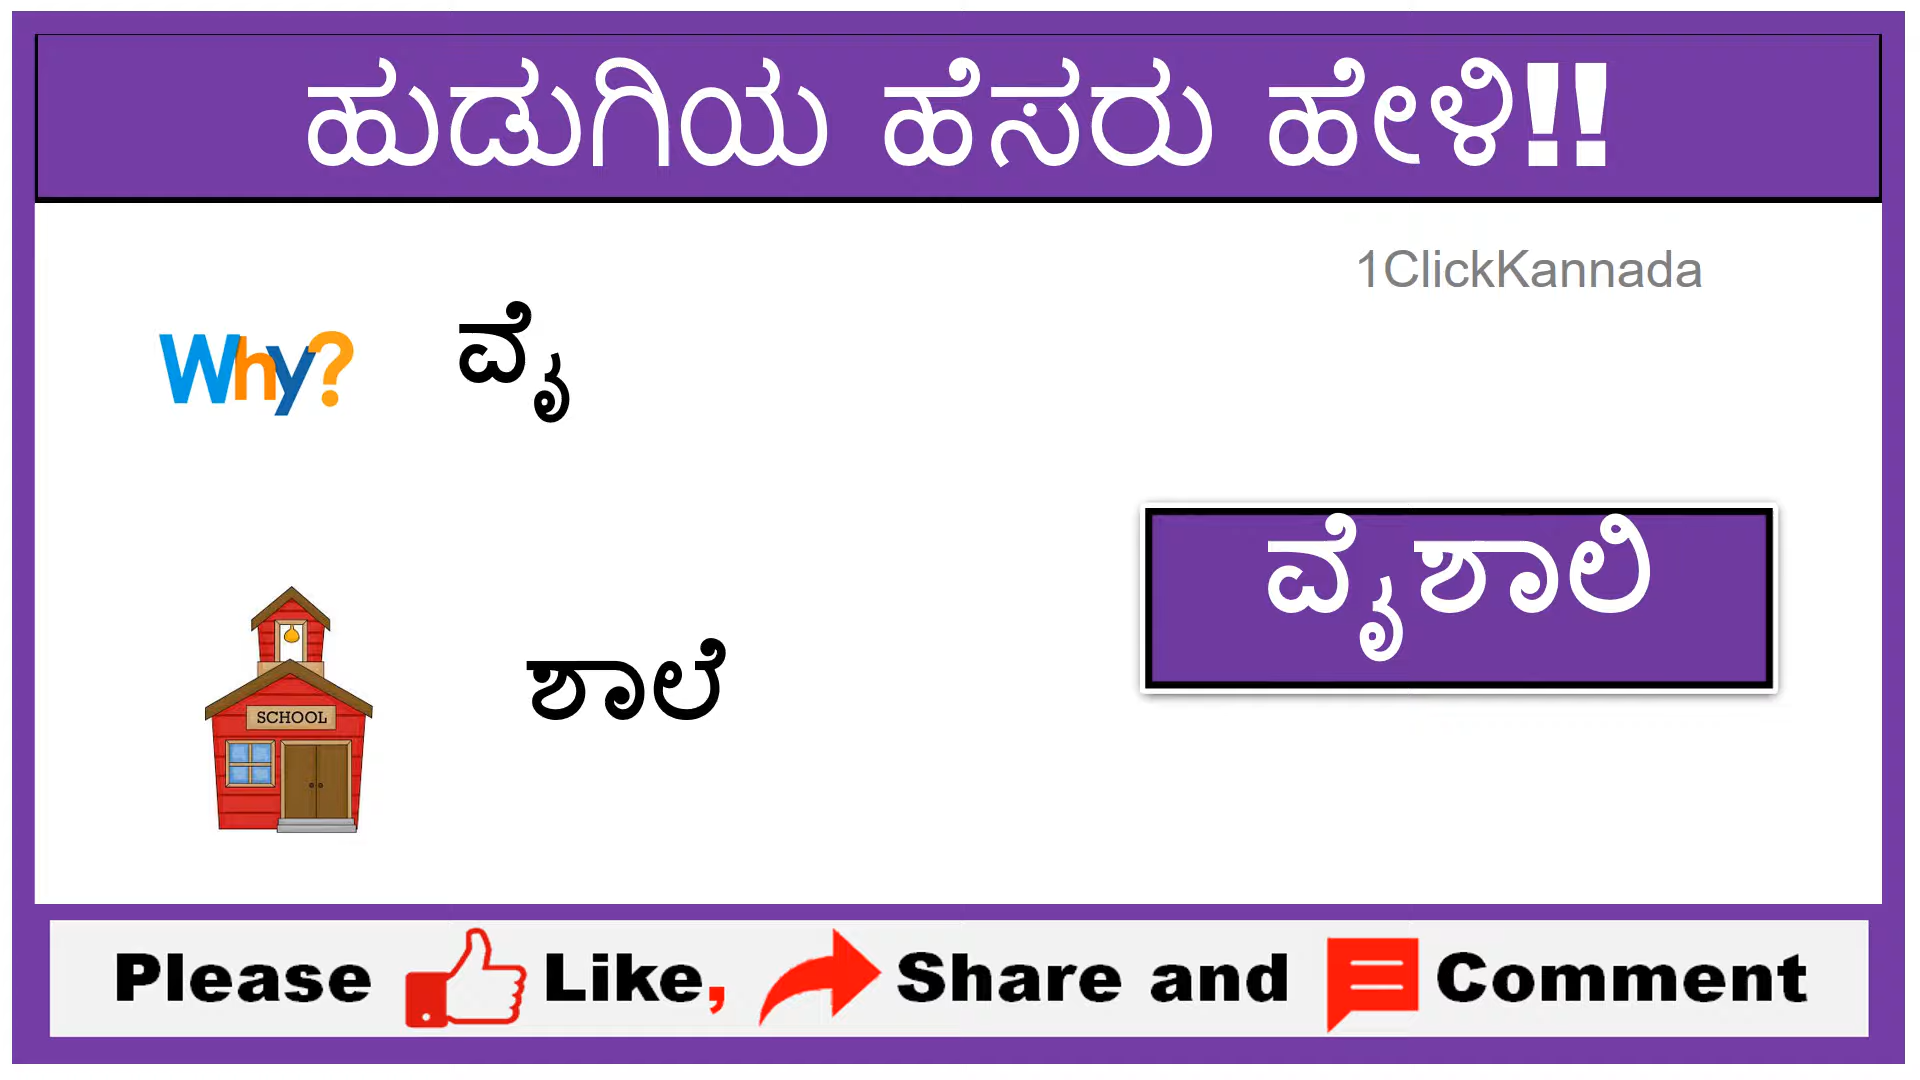 ಹುಡುಗಿಯ ಹೆಸರು ಹೇಳಿ!!
1ClickKannada
Why? ವೈ
ವೈಶಾಲಿ
SCHOOL
ಶಾಲೆ
Please Like, Share and Comment